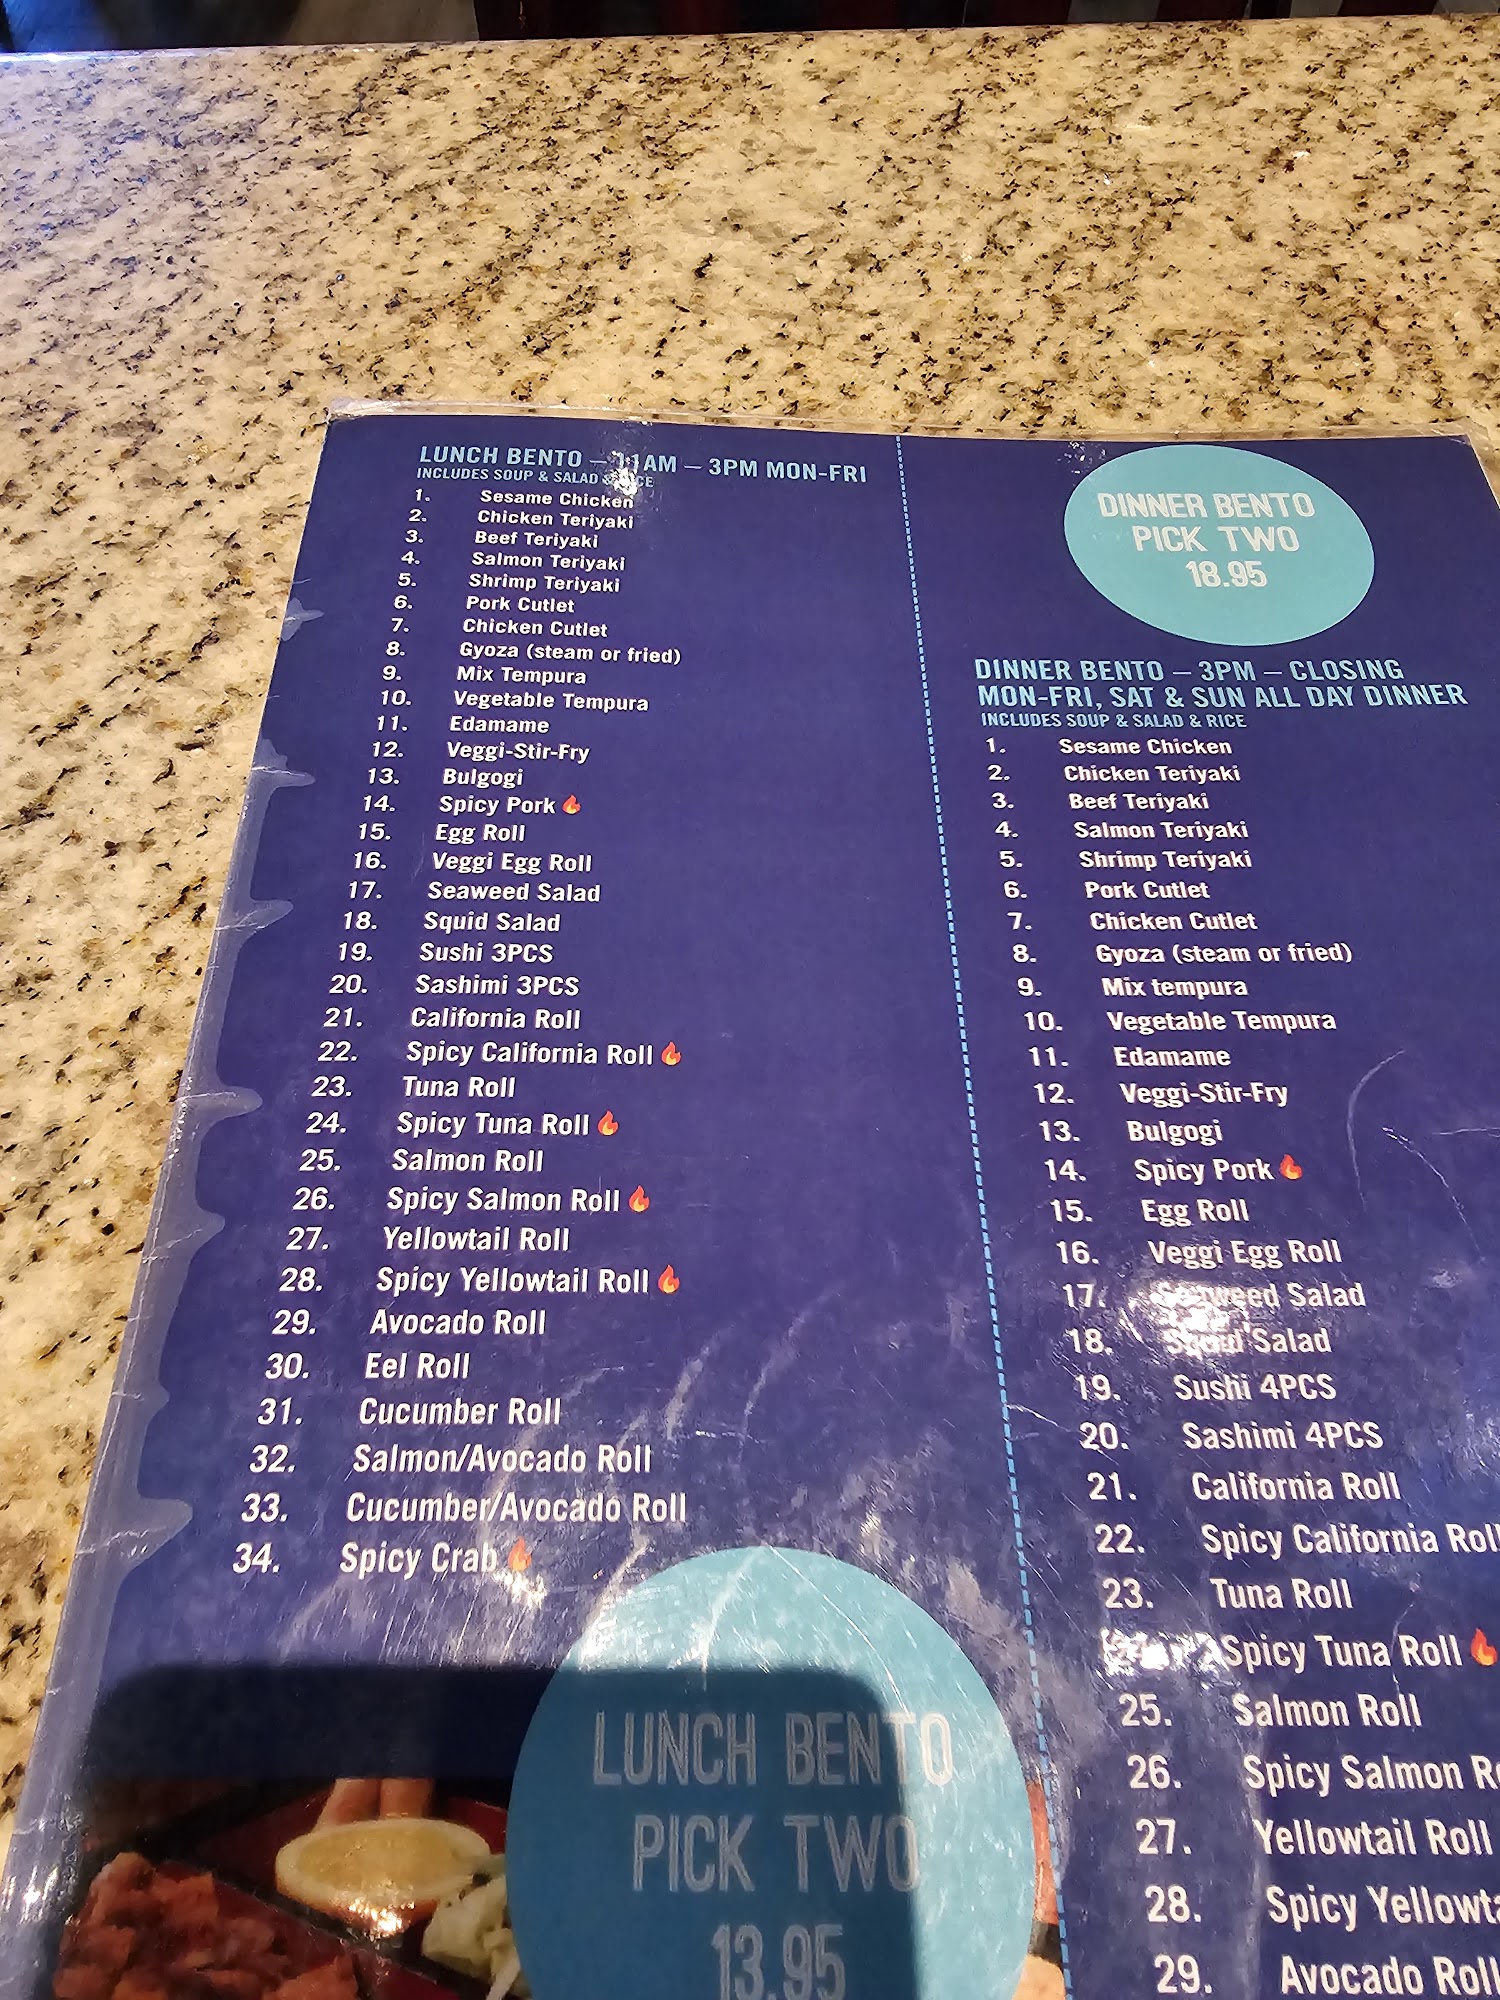 LUNCH BENTO – 11AM – 3PM MON-FRI
INCLUDES SOUP & SALAD & RICE
1. Sesame Chicken
2. Chicken Teriyaki
3. Beef Teriyaki
4. Salmon Teriyaki
5. Shrimp Teriyaki
6. Pork Cutlet
7. Chicken Cutlet
8. Gyoza (steam or fried)
9. Mix Tempura
10. Vegetable Tempura
11. Edamame
12. Veggi-Stir-Fry
13. Bulgogi
14. Spicy Pork
15. Egg Roll
16. Veggi Egg Roll
17. Seaweed Salad
18. Squid Salad
19. Sushi 3PCS
20. Sashimi 3PCS
21. California Roll
22. Spicy California Roll
23. Tuna Roll
24. Spicy Tuna Roll
25. Salmon Roll
26. Spicy Salmon Roll
27. Yellowtail Roll
28. Spicy Yellowtail Roll
29. Avocado Roll
30. Eel Roll
31. Cucumber Roll
32. Salmon/Avocado Roll
33. Cucumber/Avocado Roll
34. Spicy Crab
LUNCH BENTO
PICK TWO
13.95
DINNER BENTO
PICK TWO
18.95
DINNER BENTO – 3PM – CLOSING
MON-FRI, SAT & SUN ALL DAY DINNER
INCLUDES SOUP & SALAD & RICE
1. Sesame Chicken
2. Chicken Teriyaki
3. Beef Teriyaki
4. Salmon Teriyaki
5. Shrimp Teriyaki
6. Pork Cutlet
7. Chicken Cutlet
8. Gyoza (steam or fried)
9. Mix tempura
10. Vegetable Tempura
11. Edamame
12. Veggi-Stir-Fry
13. Bulgogi
14. Spicy Pork
15. Egg Roll
16. Veggi Egg Roll
17. Seaweed Salad
18. Squid Salad
19. Sushi 4PCS
20. Sashimi 4PCS
21. California Roll
22. Spicy California Roll
23. Tuna Roll
Spicy Tuna Roll
25. Salmon Roll
26. Spicy Salmon
27. Yellowtail Roll
28. Spicy
29. Avocado Roll